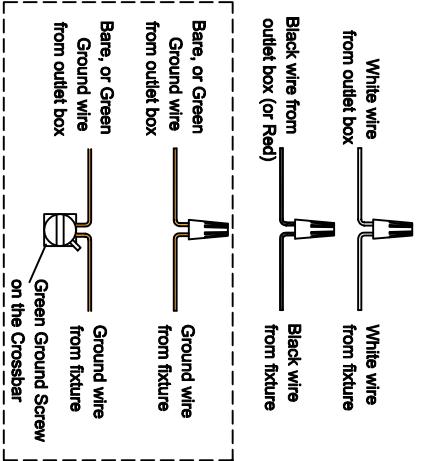 White wire
from outlet box
White wire
from fixture
Black wire from
outlet box (or Red)
Black wire
from fixture
Bare, or Green
Ground wire
from outlet box
Ground wire
from fixture
Bare, or Green
Ground wire
from outlet box
Ground wire
from fixture
Green Ground Screw
on the Crossbar